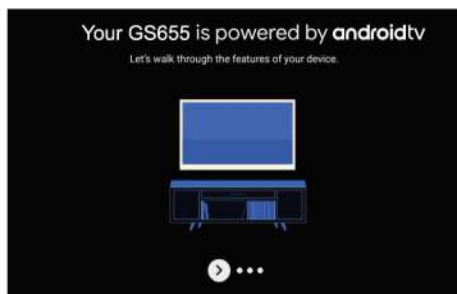 Your GS655 is powered by androidtv
Let's walk through the features of your device.